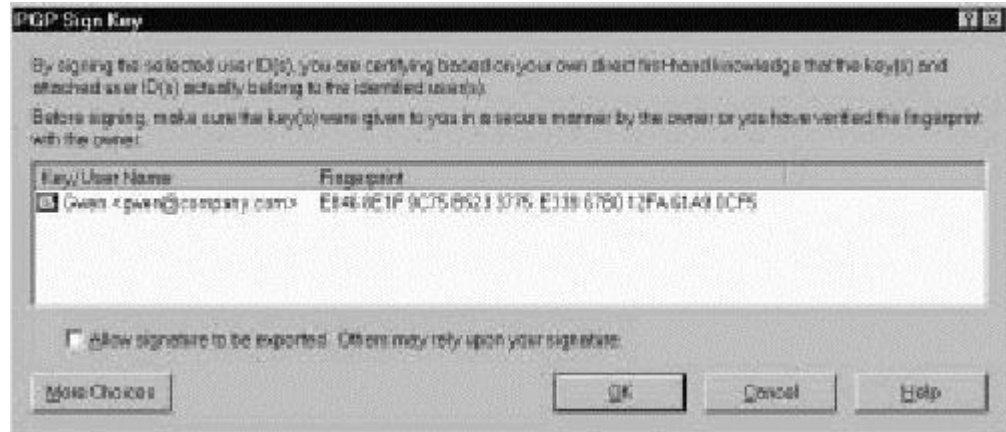 PGP Sign Key
By signing the selected user ID(s), you are certifying based on your own direct first-hand knowledge that the key(s) and
attached user ID(s) actually belong to the identified user(s).
Before signing, make sure the key(s) were given to you in a secure manner by the owner or you have verified the fingerprint
with the owner.
Key/User Name Fingerprint
Gwen <gwen@company.com>
Allow signature to be exported. Others may rely upon your signature.
More Choices OK Cancel Help